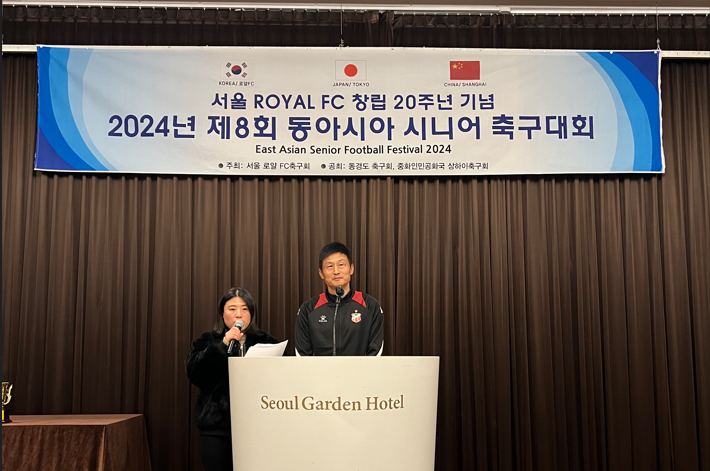 KOREA/ 로얄FC
JAPAN/ TOKYO
CHINA/ SHANGHAI
서울 ROYAL FC 창립 20주년 기념
2024년 제8회 동아시아 시니어 축구대회
East Asian Senior Football Festival 2024
● 주최: 서울 로얄 FC축구회 ● 공최: 동경도 축구회, 중화인민공화국 상하이축구회
Seoul Garden Hotel